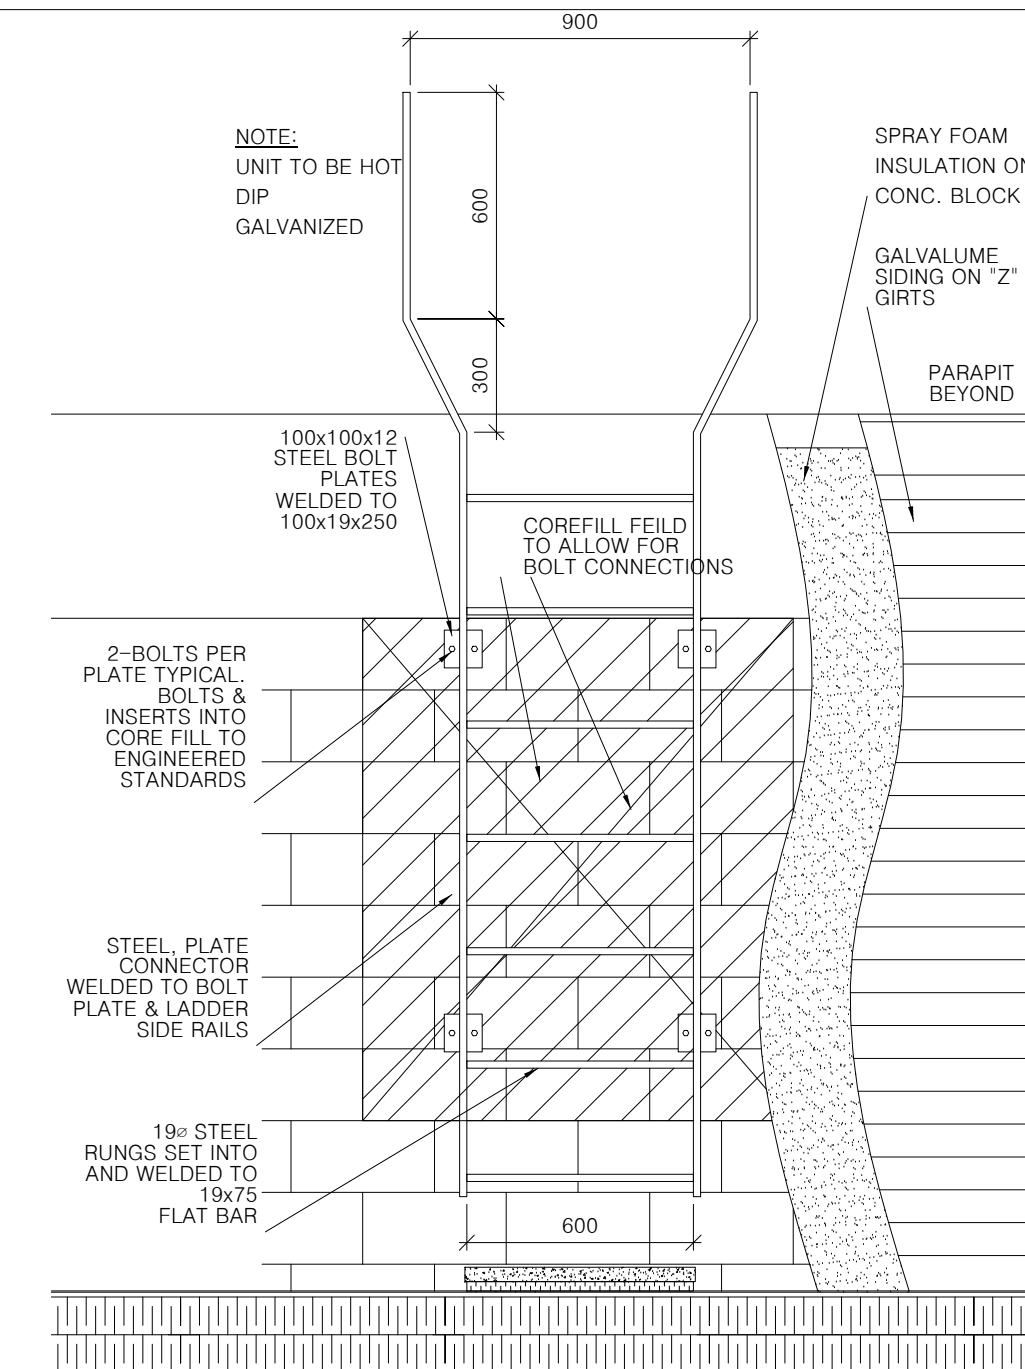 900
NOTE:
UNIT TO BE HOT
DIP
GALVANIZED
600
300
SPRAY FOAM
INSULATION ON
CONC. BLOCK
GALVALUME
SIDING ON "Z"
GIRTS
PARAPIT
BEYOND
100x100x12
STEEL BOLT
PLATES
WELDED TO
100x19x250
COREFILL FEILD
TO ALLOW FOR
BOLT CONNECTIONS
2-BOLTS PER
PLATE TYPICAL.
BOLTS &
INSERTS INTO
CORE FILL TO
ENGINEERED
STANDARDS
STEEL, PLATE
CONNECTOR
WELDED TO BOLT
PLATE & LADDER
SIDE RAILS
19⌀ STEEL
RUNGS SET INTO
AND WELDED TO
19x75
FLAT BAR
600